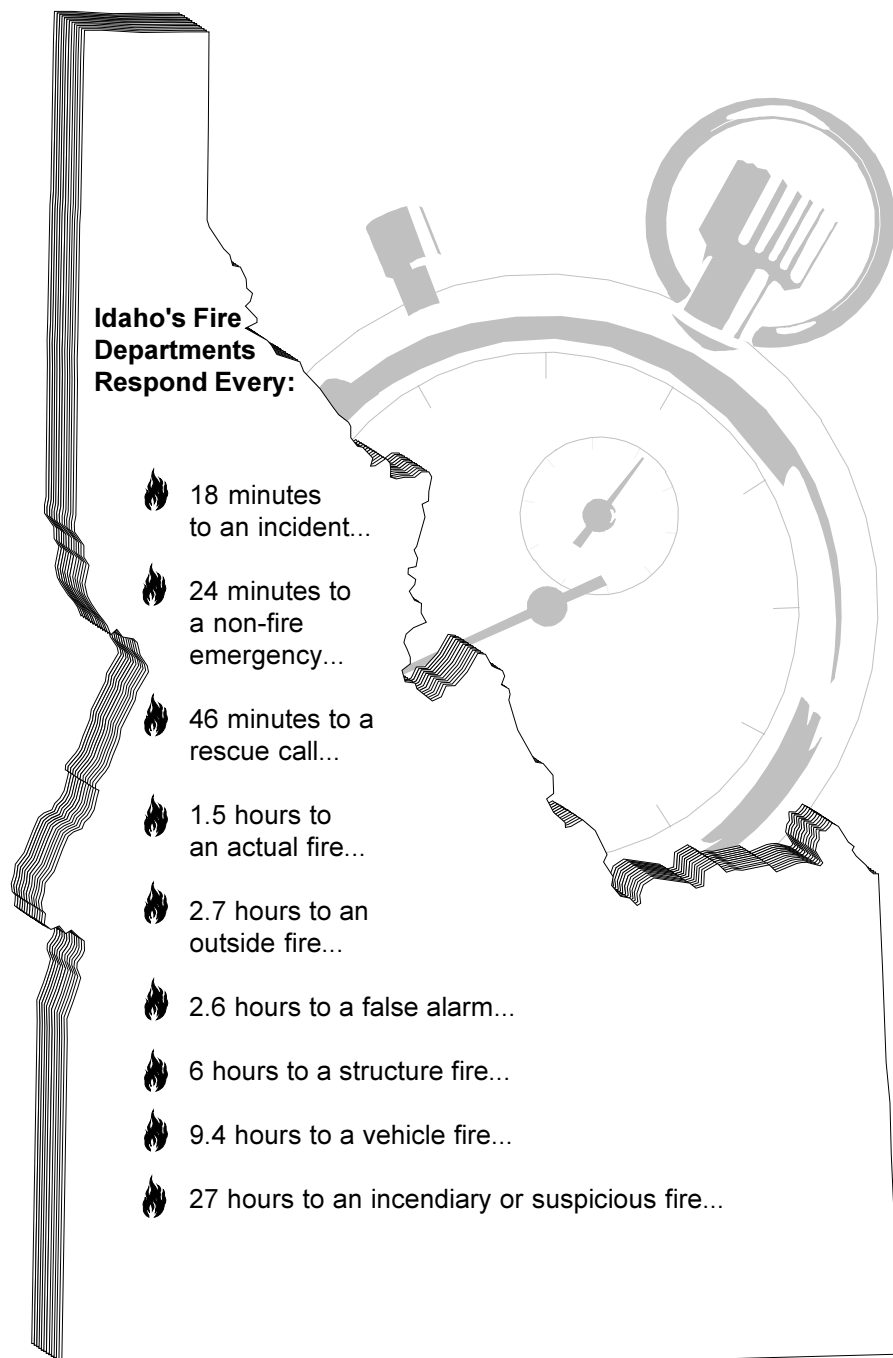 Idaho's Fire
Departments
Respond Every:
18 minutes
to an incident...
24 minutes to
a non-fire
emergency...
46 minutes to a
rescue call...
1.5 hours to
an actual fire...
2.7 hours to an
outside fire...
2.6 hours to a false alarm...
6 hours to a structure fire...
9.4 hours to a vehicle fire...
27 hours to an incendiary or suspicious fire...